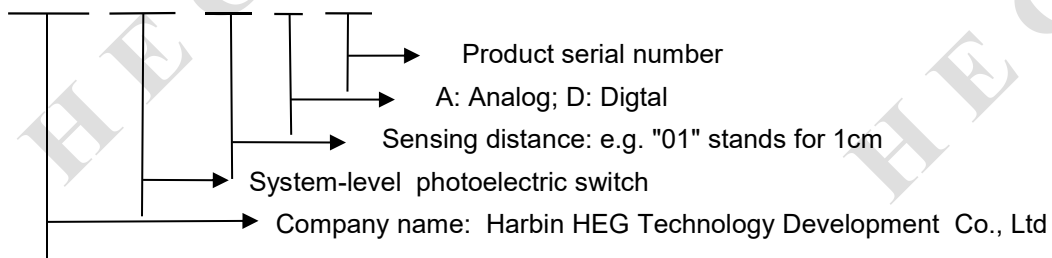 Product serial number
A: Analog; D: Digtal
Sensing distance: e.g. "01" stands for 1cm
System-level photoelectric switch
Company name: Harbin HEG Technology Development Co., Ltd
H E G
H E G